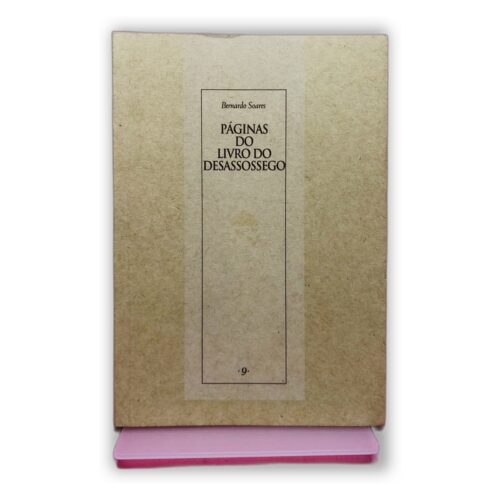 Bernardo Soares
PÁGINAS
DO
LIVRO DO
DESASSOSSEGO
·9·